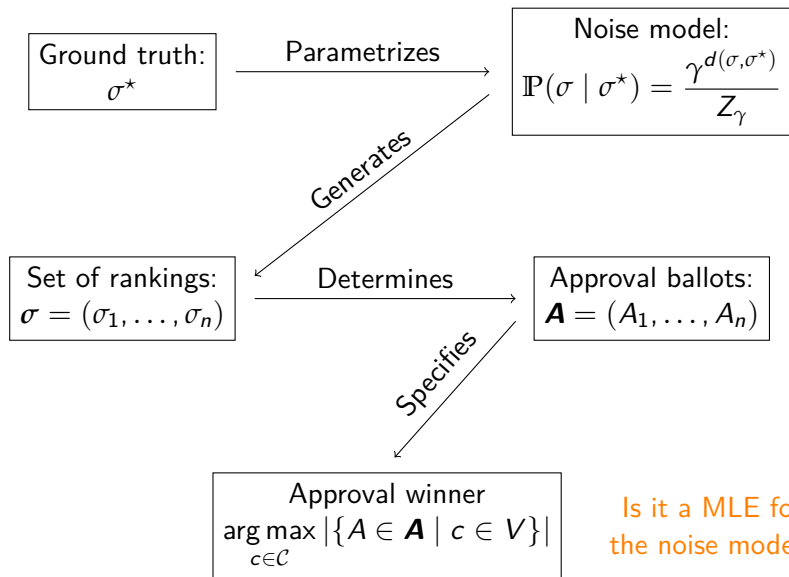 Ground truth:
σ⋆
Parametrizes
Noise model:
ℙ(σ | σ⋆) = γ^{d(σ,σ⋆)} / Z_γ
Generates
Set of rankings:
σ = (σ₁, . . . , σₙ)
Determines
Approval ballots:
A = (A₁, . . . , Aₙ)
Specifies
Approval winner
arg max_{c∈𝒞} |{A ∈ A | c ∈ V}|
Is it a MLE fo
the noise mode